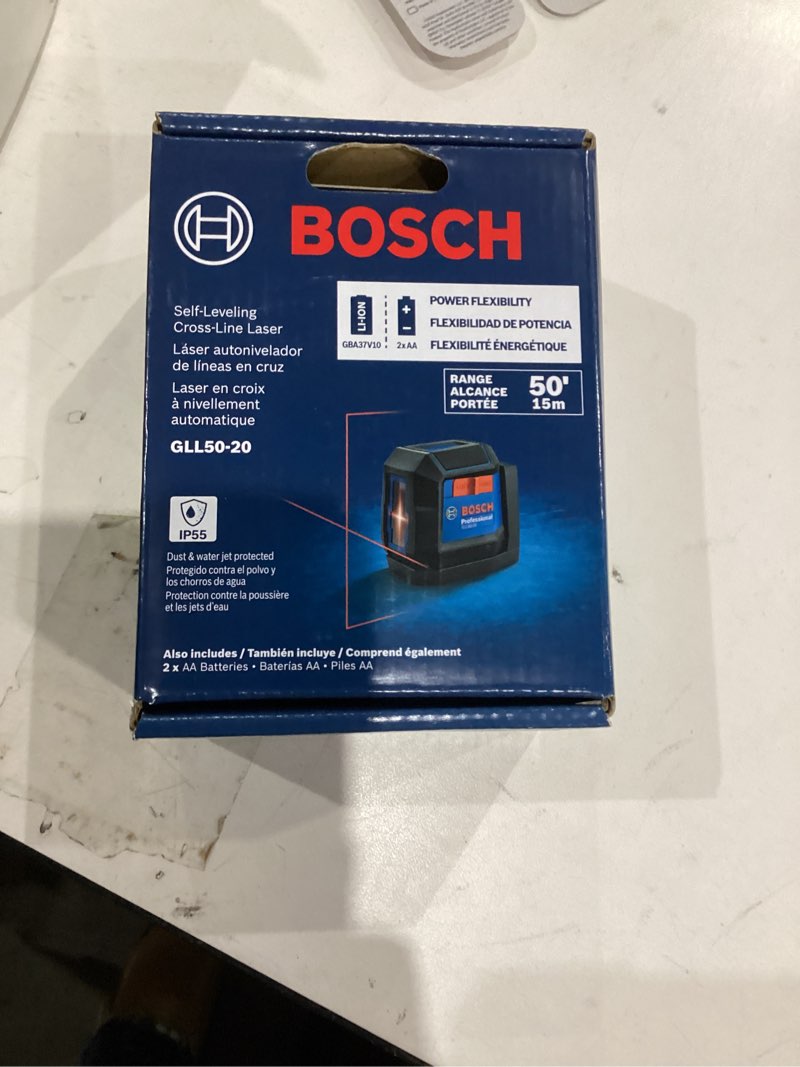 BOSCH
Self-Leveling
Cross-Line Laser
Láser autonivelador
de líneas en cruz
Laser en croix
à nivellement
automatique
GLL50-20
LI-ION
GBA37V10
2xAA
POWER FLEXIBILITY
FLEXIBILIDAD DE POTENCIA
FLEXIBILITÉ ÉNERGÉTIQUE
RANGE
ALCANCE
PORTÉE
50'
15m
BOSCH
Professional
IP55
Dust & water jet protected
Protegido contra el polvo y
los chorros de agua
Protection contre la poussière
et les jets d'eau
Also includes / También incluye / Comprend également
2 x AA Batteries • Baterías AA • Piles AA